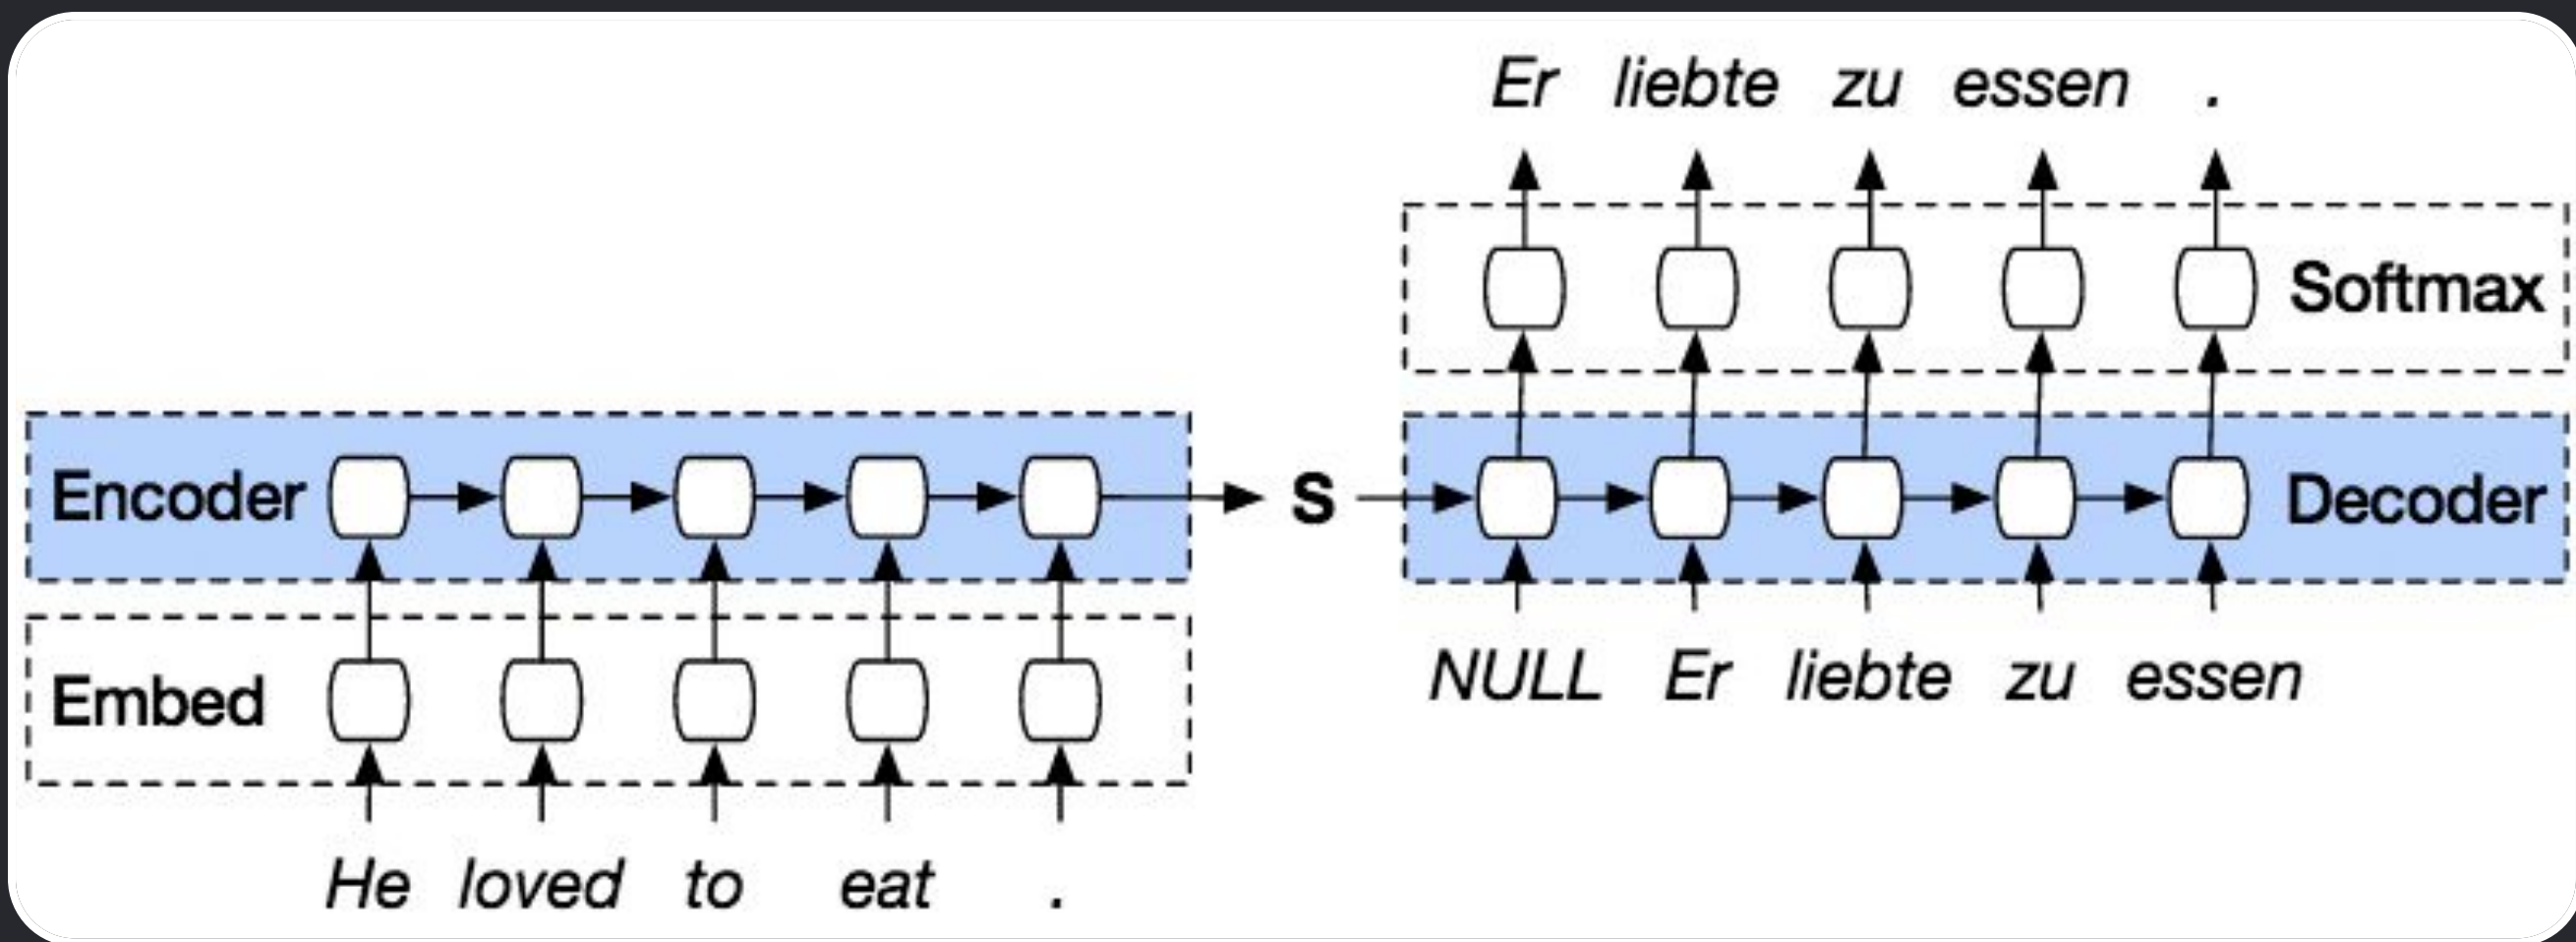 Er liebte zu essen .
Softmax
Encoder
S
Decoder
Embed
NULL Er liebte zu essen
He loved to eat .